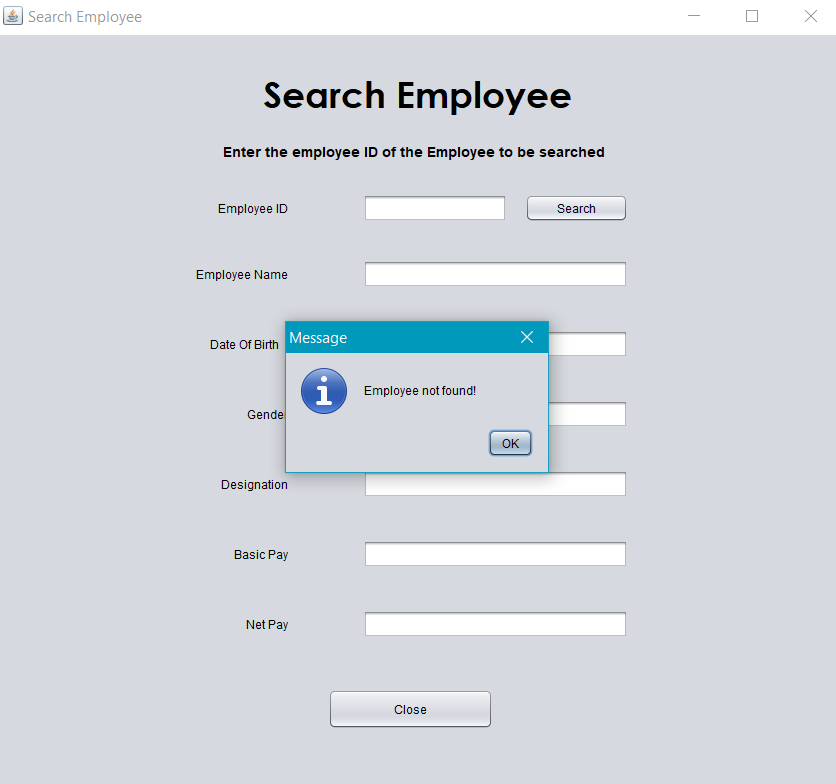 Search Employee
Search Employee
Enter the employee ID of the Employee to be searched
Employee ID
Search
Employee Name
Date Of Birth
Message
Employee not found!
OK
Gender
Designation
Basic Pay
Net Pay
Close